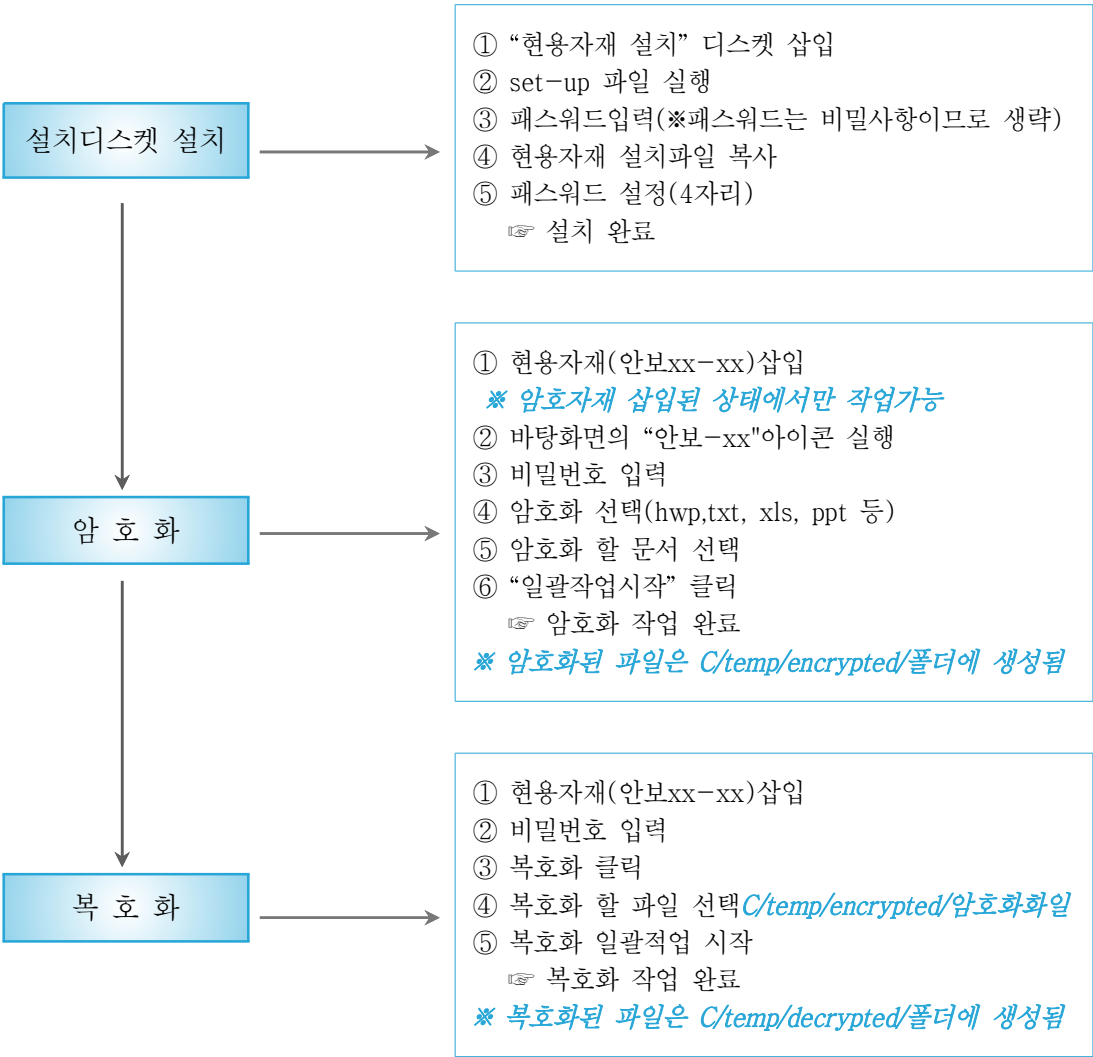 설치디스켓 설치
① “현용자재 설치” 디스켓 삽입
② set-up 파일 실행
③ 패스워드입력(※패스워드는 비밀사항이므로 생략)
④ 현용자재 설치파일 복사
⑤ 패스워드 설정(4자리)
☞ 설치 완료
암 호 화
① 현용자재(안보xx-xx)삽입
※ 암호자재 삽입된 상태에서만 작업가능
② 바탕화면의 “안보-xx"아이콘 실행
③ 비밀번호 입력
④ 암호화 선택(hwp,txt, xls, ppt 등)
⑤ 암호화 할 문서 선택
⑥ “일괄작업시작” 클릭
☞ 암호화 작업 완료
※ 암호화된 파일은 C/temp/encrypted/폴더에 생성됨
복 호 화
① 현용자재(안보xx-xx)삽입
② 비밀번호 입력
③ 복호화 클릭
④ 복호화 할 파일 선택C/temp/encrypted/암호화화일
⑤ 복호화 일괄적업 시작
☞ 복호화 작업 완료
※ 복호화된 파일은 C/temp/decrypted/폴더에 생성됨